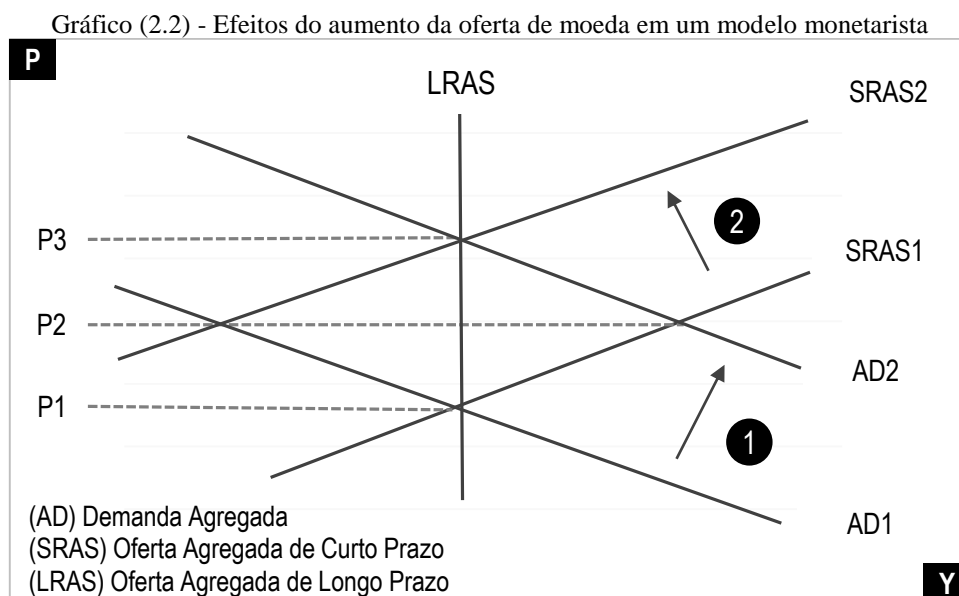 Gráfico (2.2) - Efeitos do aumento da oferta de moeda em um modelo monetarista
P
LRAS
SRAS2
2
P3
SRAS1
P2
AD2
P1
1
(AD) Demanda Agregada
AD1
(SRAS) Oferta Agregada de Curto Prazo
(LRAS) Oferta Agregada de Longo Prazo
Y